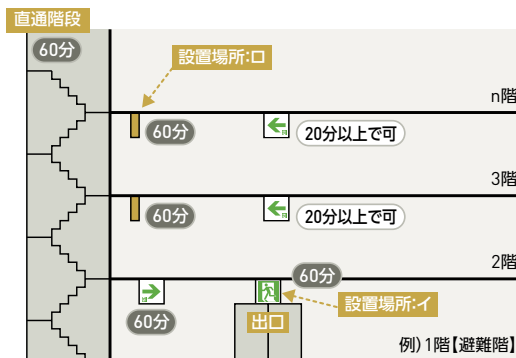 直通階段
60分
設置場所:ロ
n階
60分
20分以上で可
3階
60分
20分以上で可
2階
60分
60分
設置場所:イ
出口
例)1階【避難階】